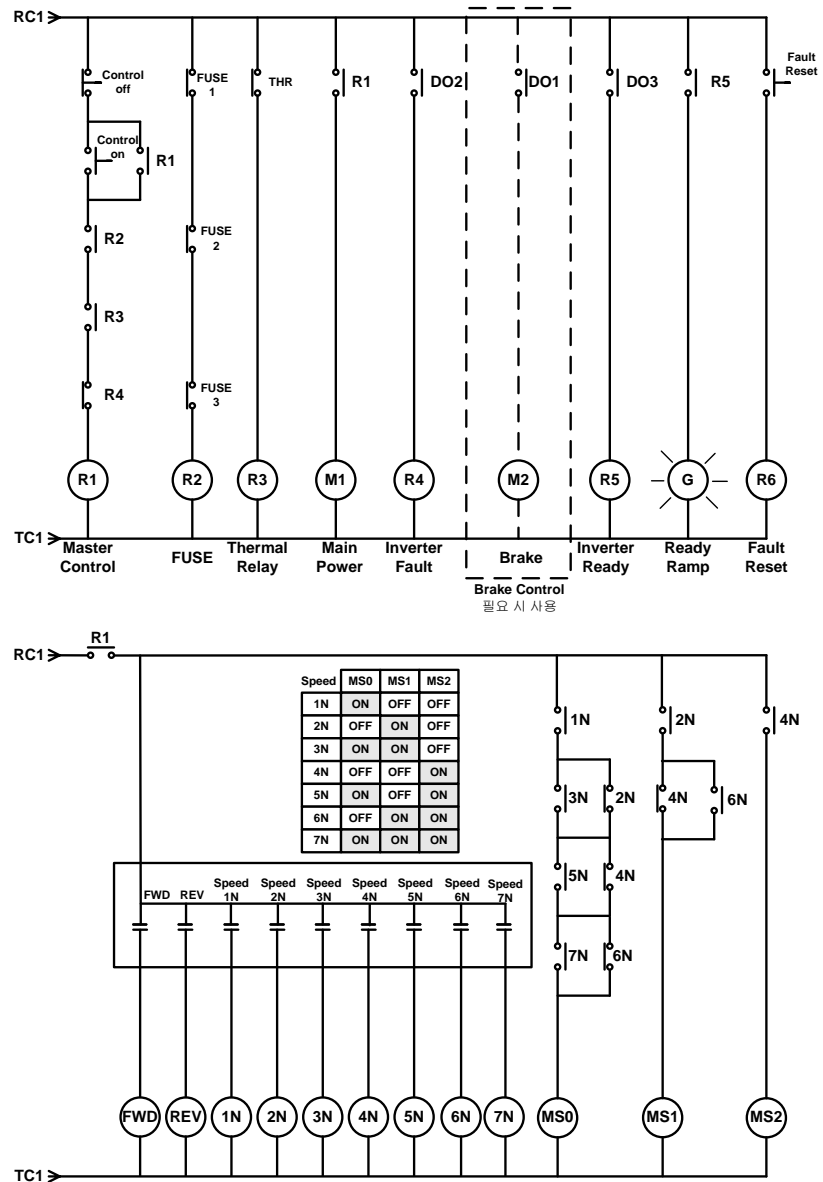 RC1
Control
off
FUSE
1
THR
R1
DO2
DO1
DO3
R5
Fault
Reset
Control
on
R1
R2
FUSE
2
R3
R4
FUSE
3
R1
R2
R3
M1
R4
M2
R5
G
R6
TC1
Master
Control
FUSE
Thermal
Relay
Main
Power
Inverter
Fault
Brake
Inverter
Ready
Ready
Ramp
Fault
Reset
Brake Control
필요 시 사용
R1
RC1
Speed MS0 MS1 MS2
1N ON OFF OFF
2N OFF ON OFF
3N ON ON OFF
4N OFF OFF ON
5N ON OFF ON
6N OFF ON ON
7N ON ON ON
1N
2N
4N
3N
2N
4N
6N
5N
4N
7N
6N
FWD
REV
Speed
1N
Speed
2N
Speed
3N
Speed
4N
Speed
5N
Speed
6N
Speed
7N
FWD
REV
1N
2N
3N
4N
5N
6N
7N
MS0
MS1
MS2
TC1